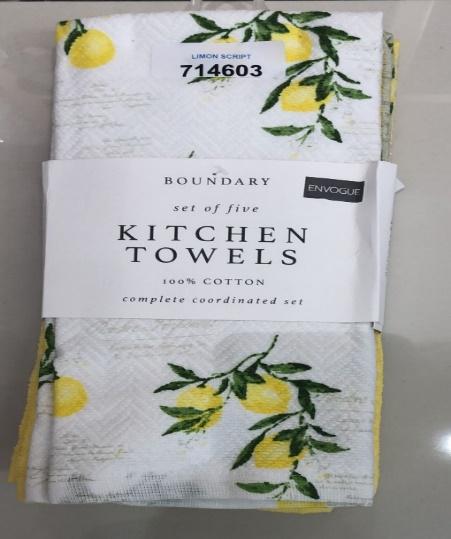 LIMON SCRIPT
714603
BOUNDARY
ENVOGUE
set of five
KITCHEN
TOWELS
100% COTTON
complete coordinated set